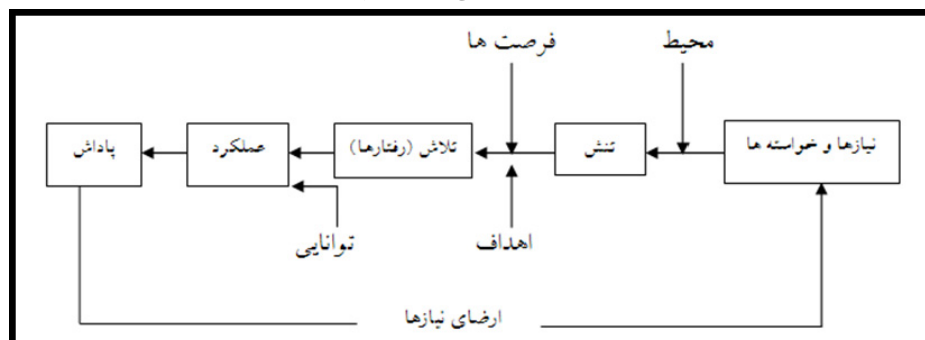 فرصت ها
محیط
نیازها و خواسته ها
تنش
تلاش (رفتارها)
عملکرد
پاداش
اهداف
توانایی
ارضای نیازها